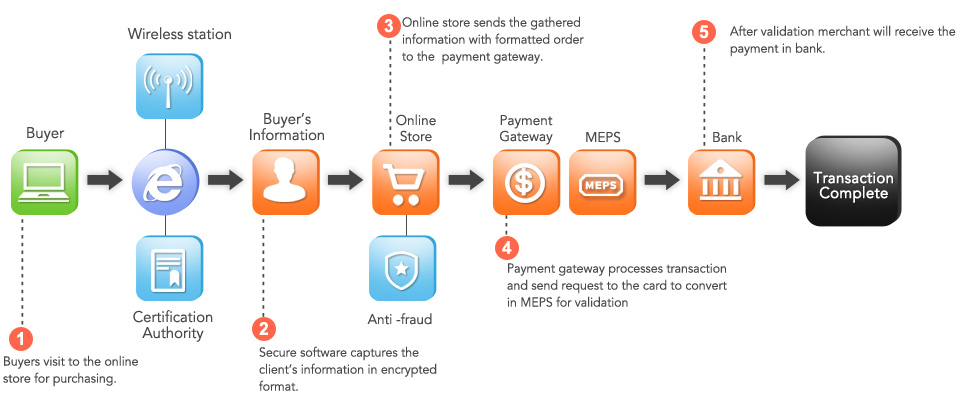 3
Online store sends the gathered
information with formatted order
to the payment gateway.
5
After validation merchant will receive the
payment in bank.
Wireless station
Buyer
Buyer's
Information
Online
Store
Payment
Gateway
MEPS
Bank
MEPS
Transaction
Complete
Certification
Authority
Anti -fraud
4
Payment gateway processes transaction
and send request to the card to convert
in MEPS for validation
1
Buyers visit to the online
store for purchasing.
2
Secure software captures the
client's information in encrypted
format.